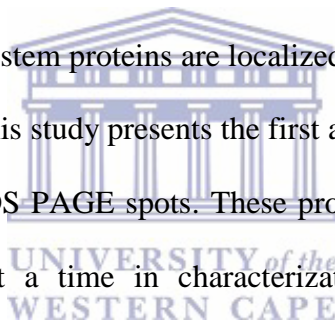 stem proteins are localized
is study presents the first a
S PAGE spots. These pro
UNIVERSITY of the
t a time in characterizat
WESTERN CAPE